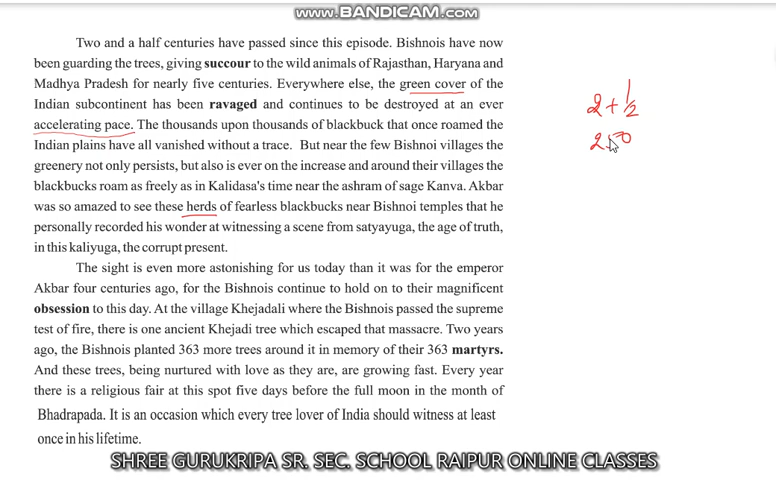 www.BANDICAM.com
Two and a half centuries have passed since this episode. Bishnois have now
been guarding the trees, giving succour to the wild animals of Rajasthan, Haryana and
Madhya Pradesh for nearly five centuries. Everywhere else, the green cover of the
Indian subcontinent has been ravaged and continues to be destroyed at an ever
accelerating pace. The thousands upon thousands of blackbuck that once roamed the
Indian plains have all vanished without a trace. But near the few Bishnoi villages the
greenery not only persists, but also is ever on the increase and around their villages the
blackbucks roam as freely as in Kalidasa's time near the ashram of sage Kanva. Akbar
was so amazed to see these herds of fearless blackbucks near Bishnoi temples that he
personally recorded his wonder at witnessing a scene from satyayuga, the age of truth,
in this kaliyuga, the corrupt present.
The sight is even more astonishing for us today than it was for the emperor
Akbar four centuries ago, for the Bishnois continue to hold on to their magnificent
obsession to this day. At the village Khejadali where the Bishnois passed the supreme
test of fire, there is one ancient Khejadi tree which escaped that massacre. Two years
ago, the Bishnois planted 363 more trees around it in memory of their 363 martyrs.
And these trees, being nurtured with love as they are, are growing fast. Every year
there is a religious fair at this spot five days before the full moon in the month of
Bhadrapada. It is an occasion which every tree lover of India should witness at least
once in his lifetime.
2 + 1/2
250
SHREE GURUKRIPA SR. SEC. SCHOOL RAIPUR ONLINE CLASSES